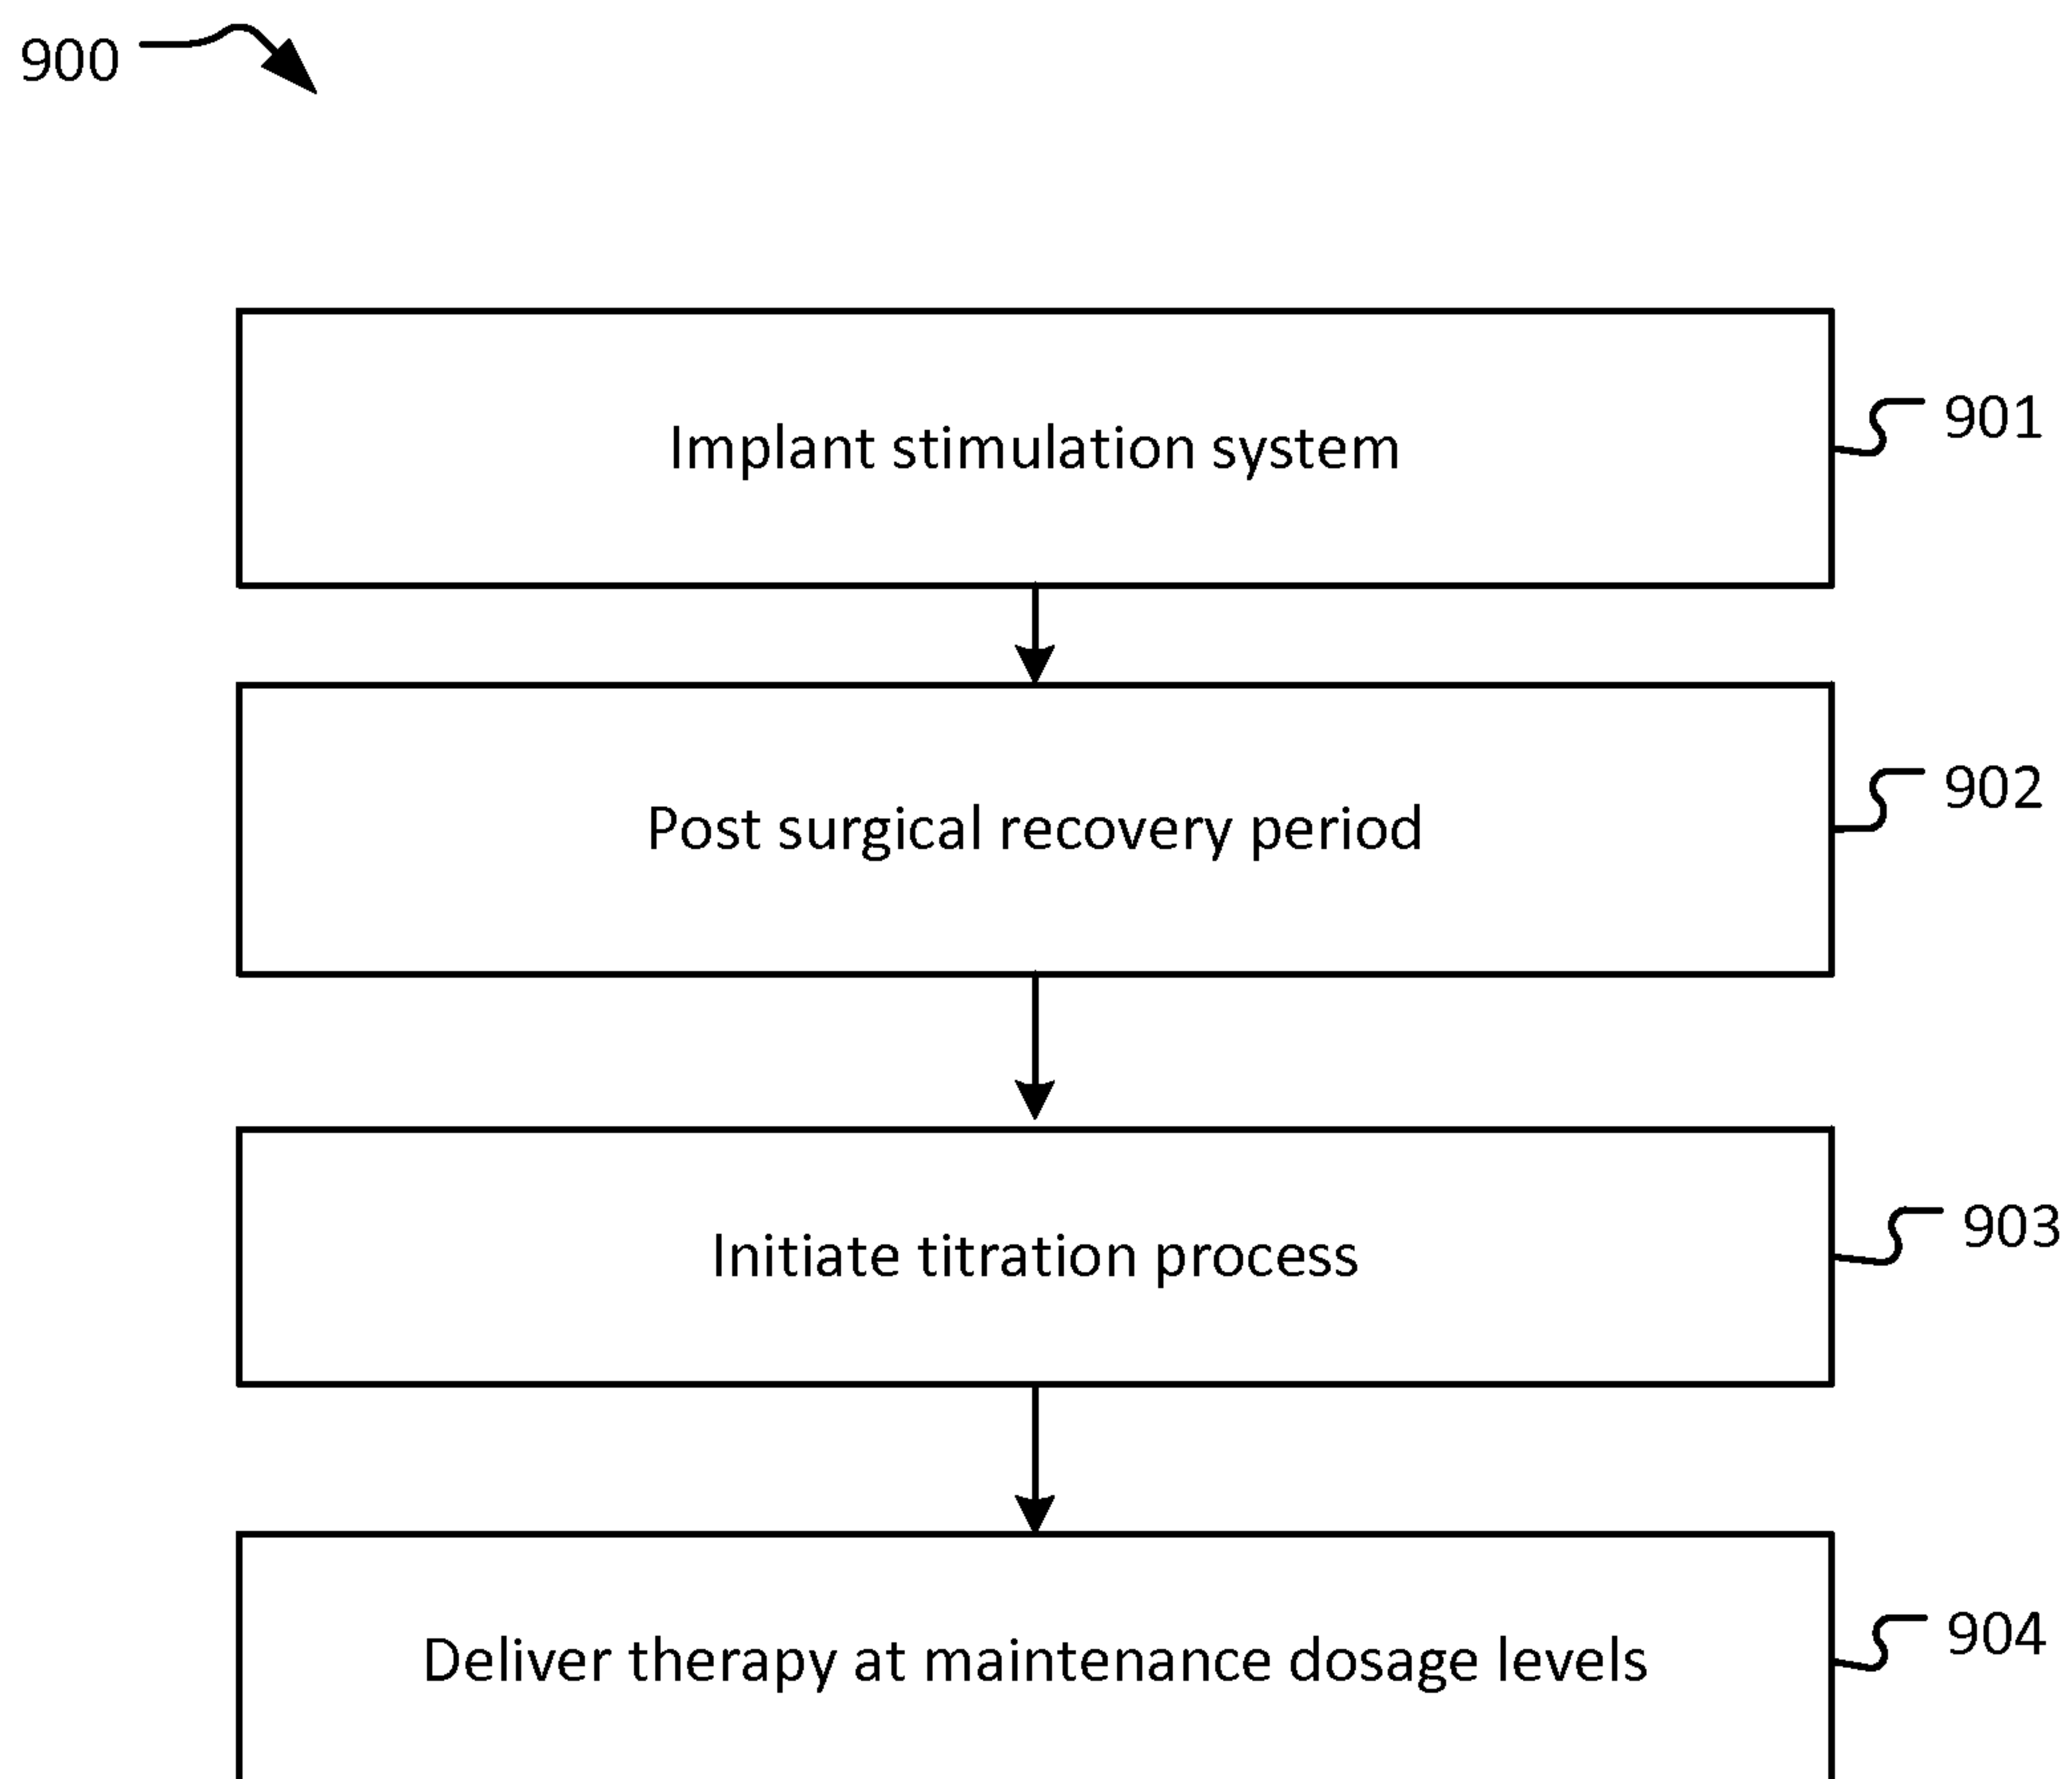 900
Implant stimulation system
901
Post surgical recovery period
902
Initiate titration process
903
Deliver therapy at maintenance dosage levels
904